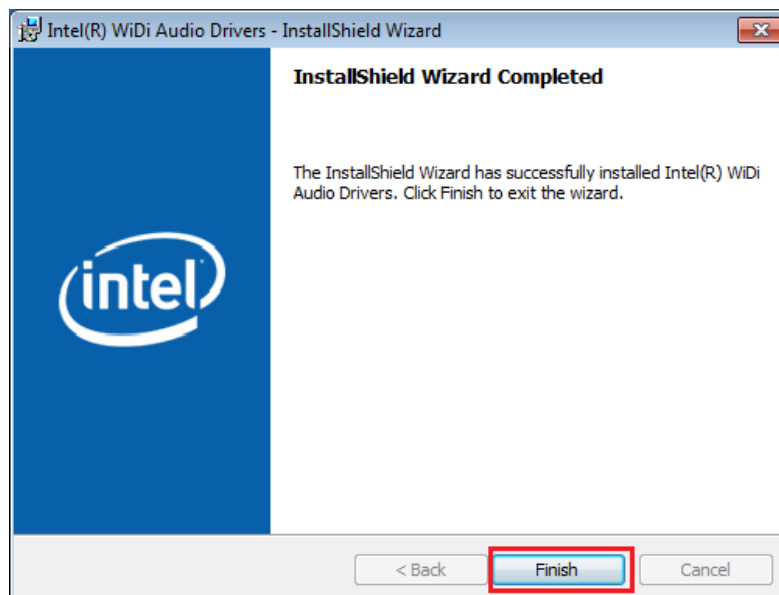 Intel(R) WiDi Audio Drivers - InstallShield Wizard
InstallShield Wizard Completed
The InstallShield Wizard has successfully installed Intel(R) WiDi
Audio Drivers. Click Finish to exit the wizard.
intel
< Back Finish Cancel